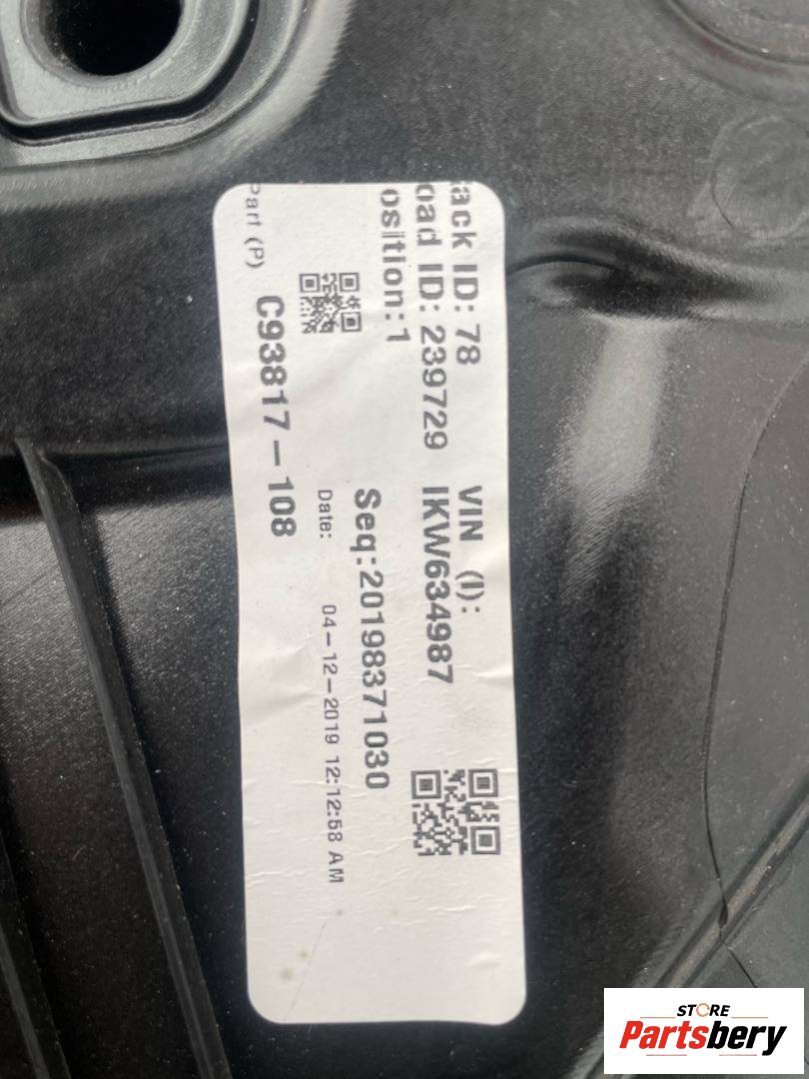 ack ID: 78
oad ID: 239729
osition: 1
VIN (I):
IKW634987
Seq:20198371030
Date: 04-12-2019 12:12:58 AM
Part (P) C93817-108
STORE
Partsbery